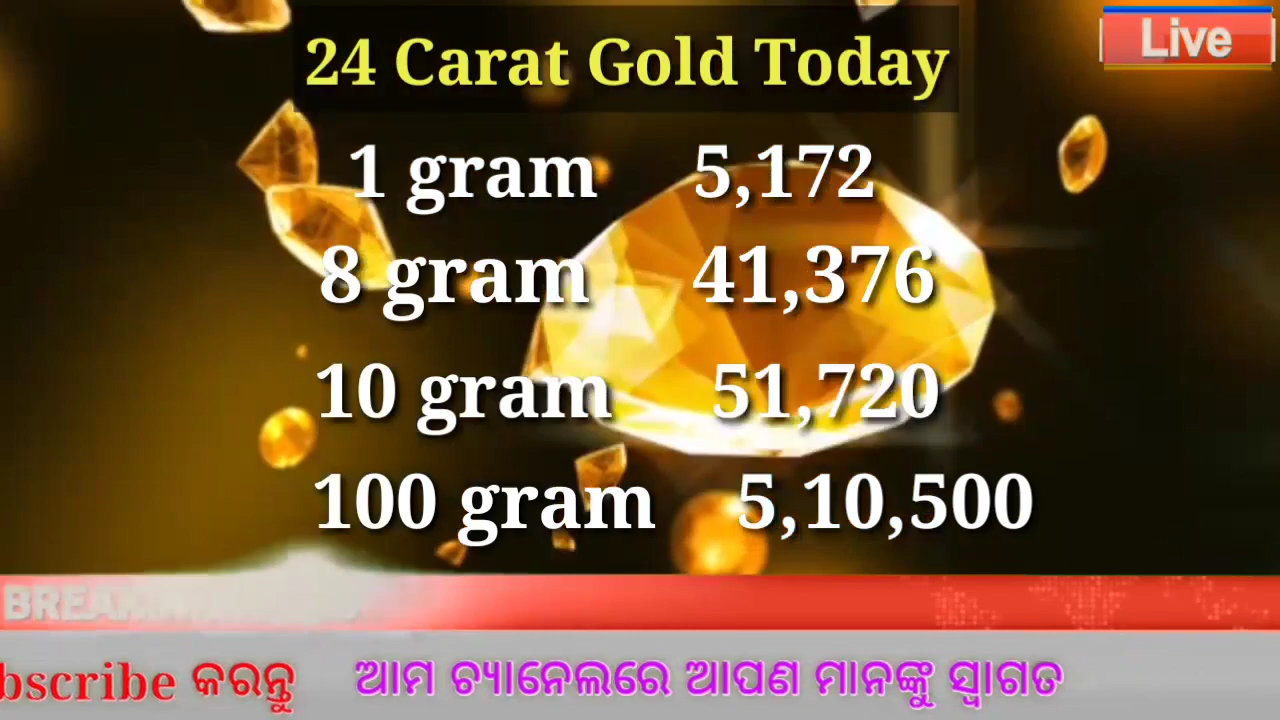 Live
24 Carat Gold Today
1 gram 5,172
8 gram 41,376
10 gram 51,720
100 gram 5,10,500
bscribe କରନ୍ତୁ ଆମ ଚ୍ୟାନେଲରେ ଆପଣ ମାନଙ୍କୁ ସ୍ୱାଗତ